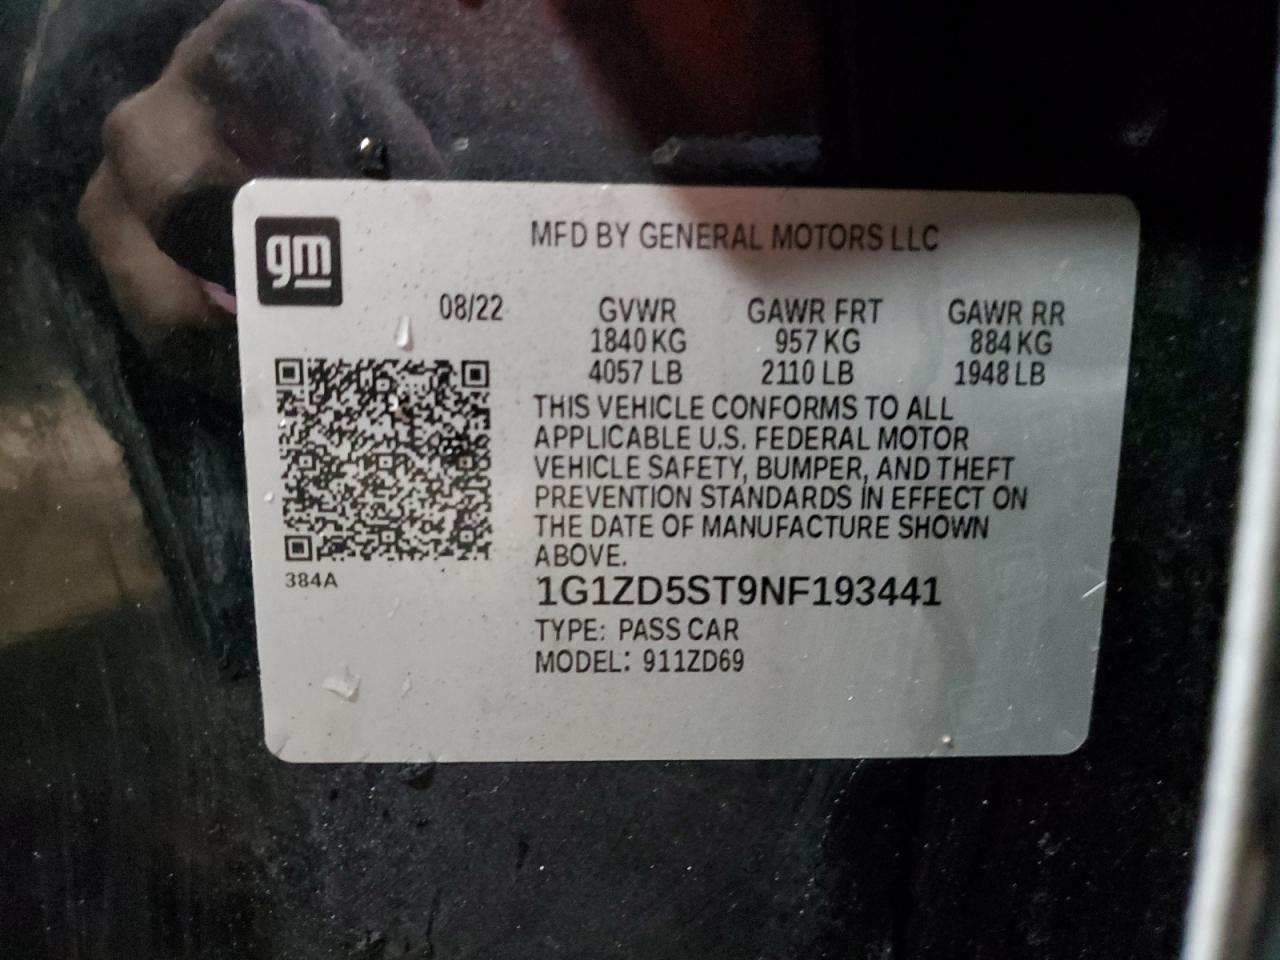 gm
MFD BY GENERAL MOTORS LLC
08/22 GVWR GAWR FRT GAWR RR
1840 KG 957 KG 884 KG
4057 LB 2110 LB 1948 LB
THIS VEHICLE CONFORMS TO ALL
APPLICABLE U.S. FEDERAL MOTOR
VEHICLE SAFETY, BUMPER, AND THEFT
PREVENTION STANDARDS IN EFFECT ON
THE DATE OF MANUFACTURE SHOWN
ABOVE.
384A
1G1ZD5ST9NF193441
TYPE: PASS CAR
MODEL: 911ZD69